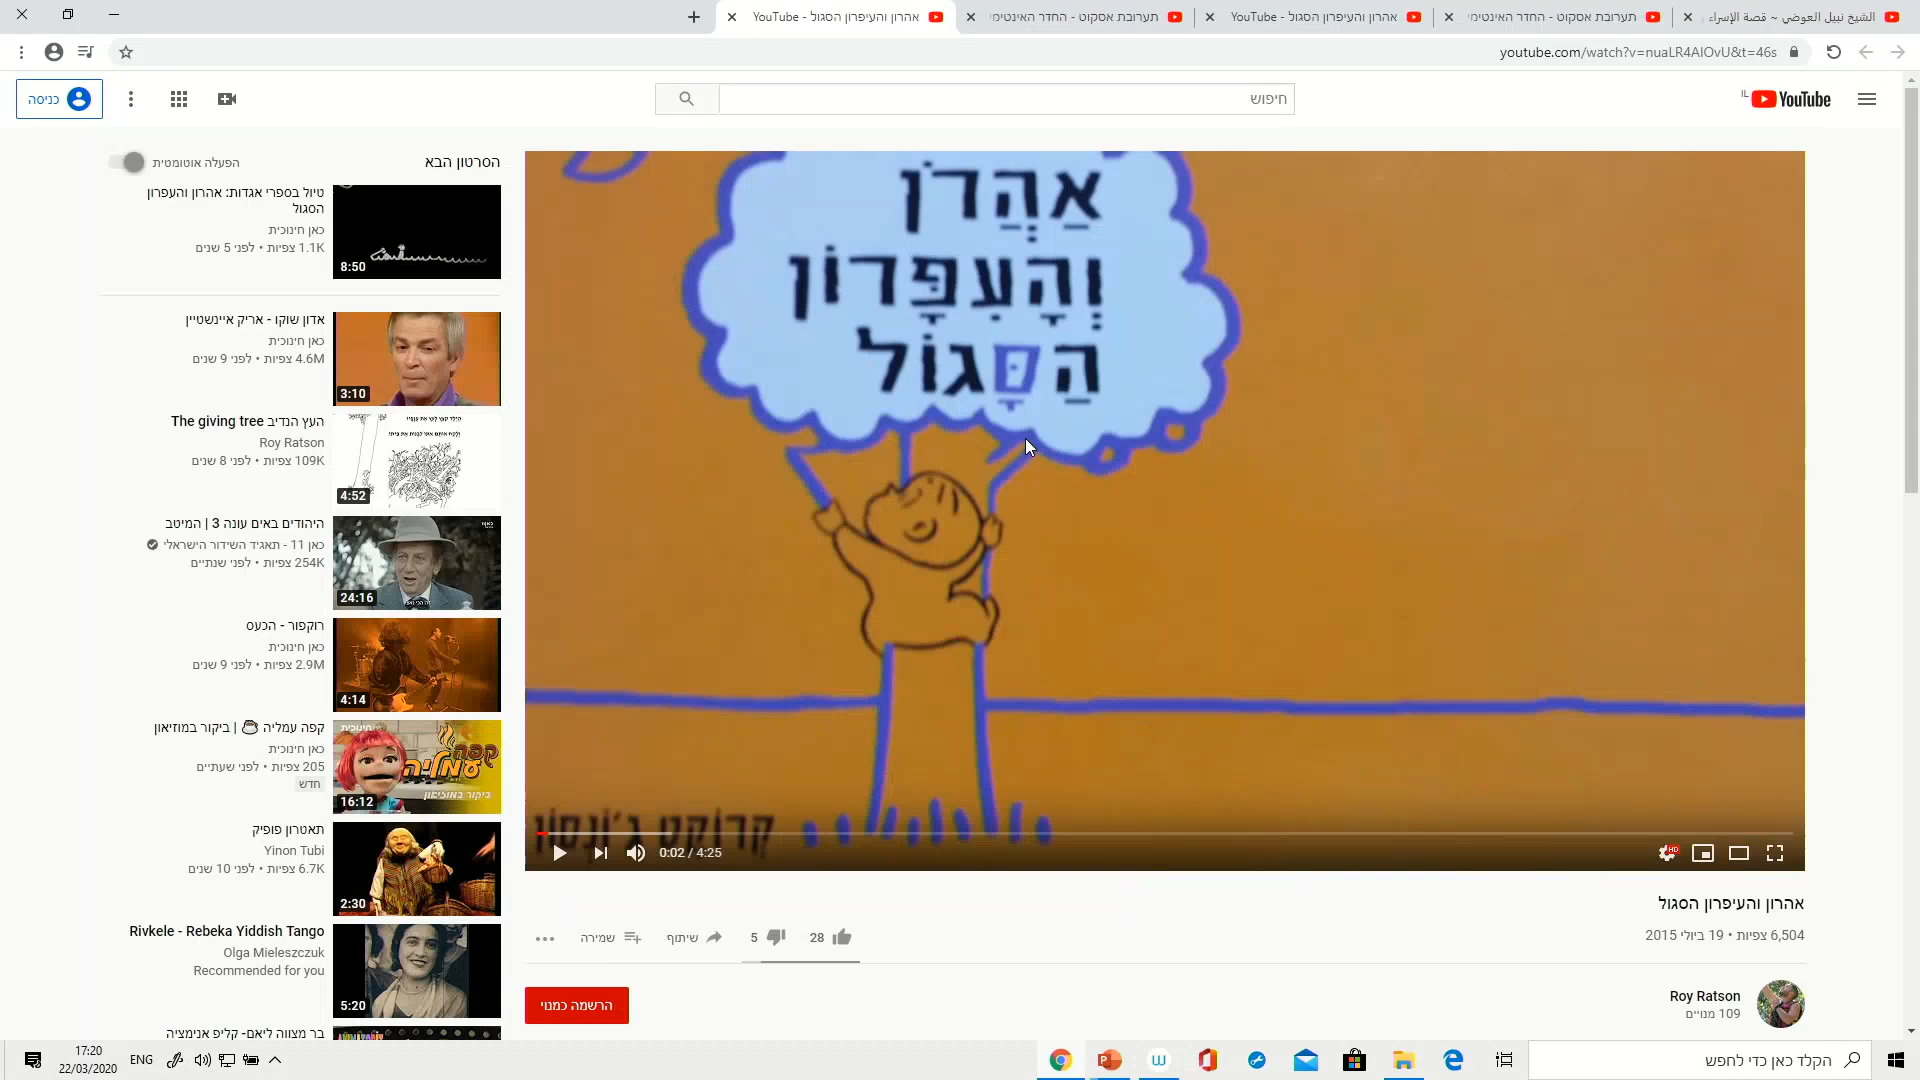 אהרון והעיפרון הסגול - YouTube
תערובת אסקוט - החדר האינטימי
אהרון והעיפרון הסגול - YouTube
תערובת אסקוט - החדר האינטימי
الشيخ نبيل العوضي ~ قصة الإسراء
youtube.com/watch?v=nuaLR4AlOvU&t=46s
כניסה
חיפוש
YouTube IL
אַהֲרֹן
וְהָעִפָּרוֹן
הַסָּגוֹל
קרוקט ג'ונסון
0:02 / 4:25
HD
אהרון והעיפרון הסגול
6,504 צפיות • 19 ביולי 2015
28
5
שיתוף
שמירה
Roy Ratson
109 מנויים
הרשמה כמנוי
הסרטון הבא
הפעלה אוטומטית
טיול בספרי אגדות: אהרון והעפרון
הסגול
כאן חינוכית
1.1K צפיות • לפני 5 שנים
8:50
אדון שוקו - אריק איינשטיין
כאן חינוכית
4.6M צפיות • לפני 9 שנים
3:10
העץ הנדיב The giving tree
Roy Ratson
109K צפיות • לפני 8 שנים
4:52
היהודים באים עונה 3 | המיטב
כאן 11 - תאגיד השידור הישראלי
254K צפיות • לפני שנתיים
24:16
רוקפור - הכעס
כאן חינוכית
2.9M צפיות • לפני 9 שנים
4:14
קפה עמליה ☕ | ביקור במוזיאון
כאן חינוכית
205 צפיות • לפני שעתיים
חדש
חינוכית
קפה
עמליה
ביקור במוזיאון
16:12
תאטרון פופיק
Yinon Tubi
6.7K צפיות • לפני 10 שנים
2:30
Rivkele - Rebeka Yiddish Tango
Olga Mieleszczuk
Recommended for you
5:20
בר מצווה ליאם- קליפ אנימציה
הקלד כאן כדי לחפש
ENG
17:20
22/03/2020